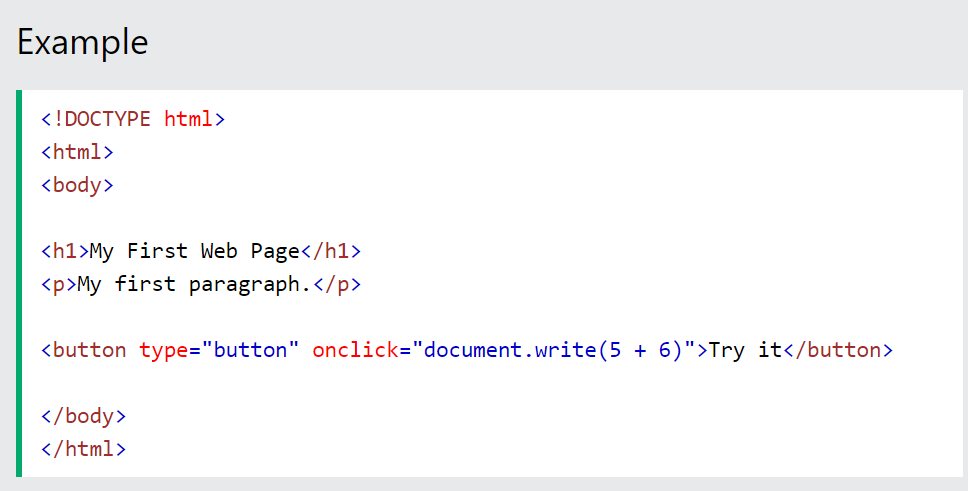 Example
<!DOCTYPE html>
<html>
<body>
<h1>My First Web Page</h1>
<p>My first paragraph.</p>
<button type="button" onclick="document.write(5 + 6)">Try it</button>
</body>
</html>